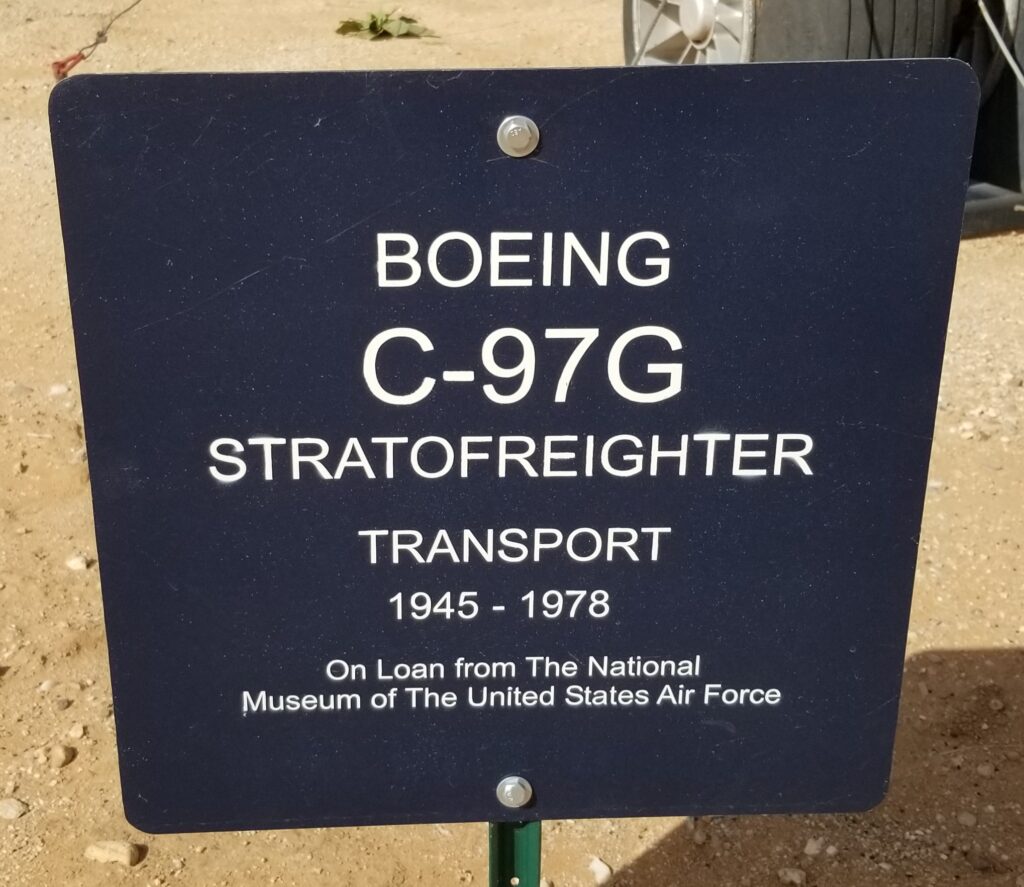 BOEING
C-97G
STRATOFREIGHTER
TRANSPORT
1945 - 1978
On Loan from The National
Museum of The United States Air Force